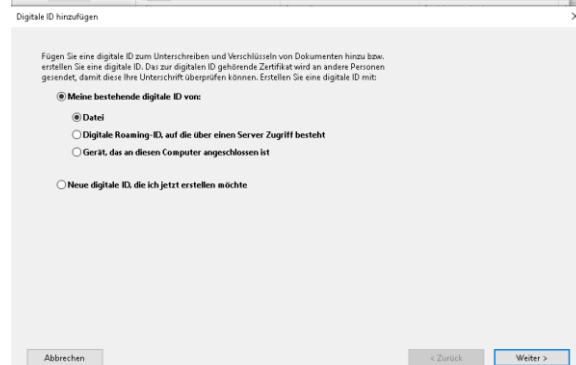 Digitale ID hinzufügen
Fügen Sie eine digitale ID zum Unterschreiben und Verschlüsseln von Dokumenten hinzu bzw.
erstellen Sie eine digitale ID. Das zur digitalen ID gehörende Zertifikat wird an andere Personen
gesendet, damit diese Ihre Unterschrift überprüfen können. Erstellen Sie eine digitale ID mit:
Meine bestehende digitale ID von:
Datei
Digitale Roaming-ID, auf die über einen Server Zugriff besteht
Gerät, das an diesen Computer angeschlossen ist
Neue digitale ID, die ich jetzt erstellen möchte
Abbrechen
< Zurück
Weiter >